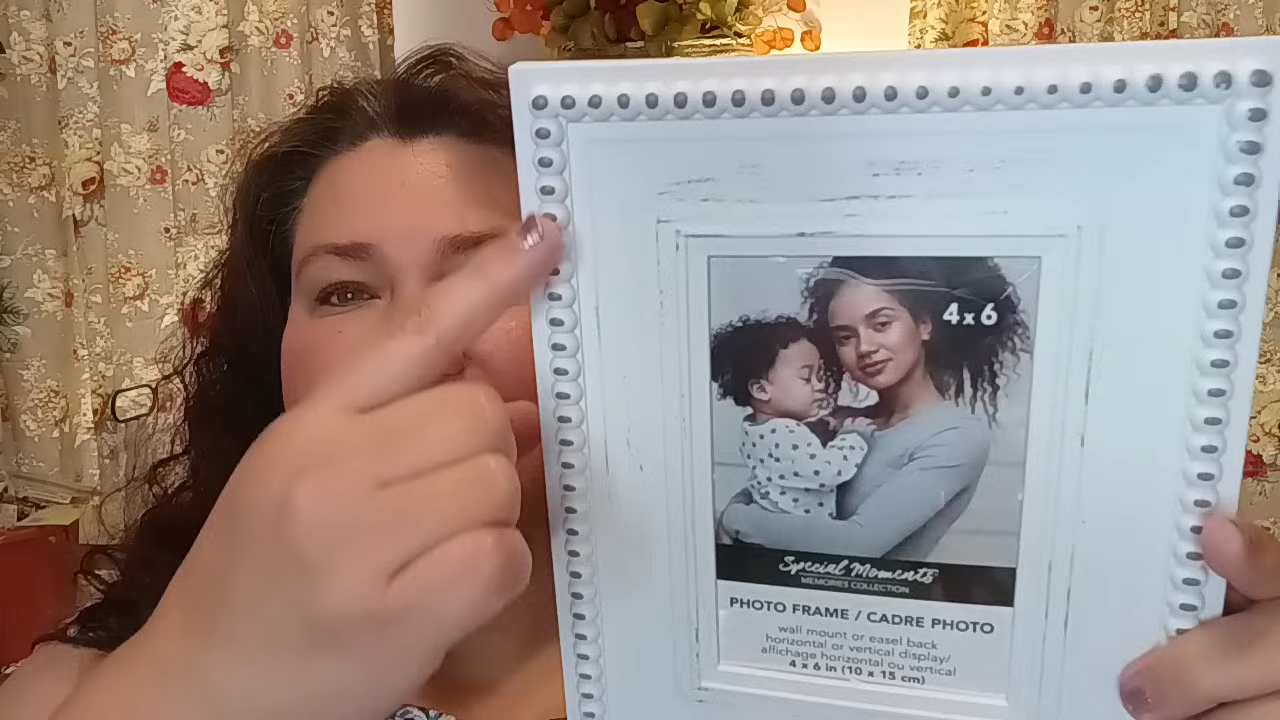 4x6
Special Moments
MEMORIES COLLECTION
PHOTO FRAME / CADRE PHOTO
wall mount or easel back
horizontal or vertical display/
affichage horizontal ou vertical
4 x 6 in (10 x 15 cm)